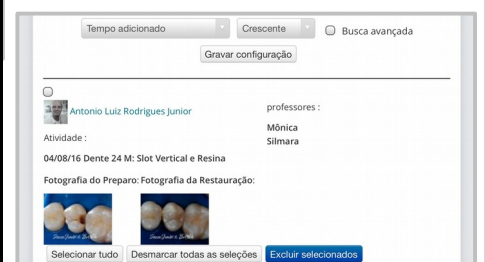 Tempo adicionado Crescente Busca avançada
Gravar configuração
Antonio Luiz Rodrigues Junior
professores :
Mônica
Silmara
Atividade :
04/08/16 Dente 24 M: Slot Vertical e Resina
Fotografia do Preparo: Fotografia da Restauração:
Selecionar tudo Desmarcar todas as seleções Excluir selecionados